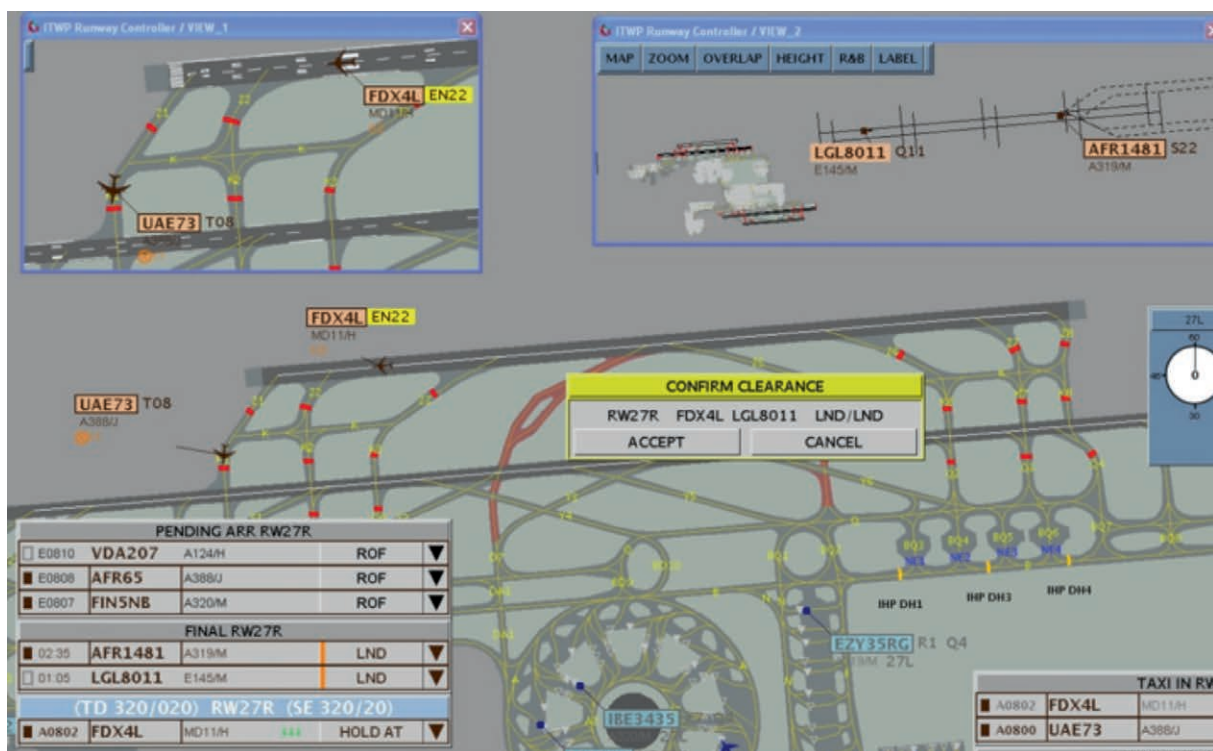 ITWP Runway Controller / VIEW_1
FDX4L EN22
MD11/H
UAE73 T08
ITWP Runway Controller / VIEW_2
MAP ZOOM OVERLAP HEIGHT R&B LABEL
LGL8011 Q11
E145/M
AFR1481 S22
A319/M
FDX4L EN22
MD11/H
UAE73 T08
A388/J
27L
60
0
30
CONFIRM CLEARANCE
RW27R FDX4L LGL8011 LND/LND
ACCEPT CANCEL
PENDING ARR RW27R
E0810 VDA207 A124/H ROF
E0808 AFR65 A388/J ROF
E0807 FIN5NB A320/M ROF
FINAL RW27R
02:35 AFR1481 A319/M LND
01:05 LGL8011 E145/M LND
(TD 320/020) RW27R (SE 320/20)
A0802 FDX4L MD11/H HOLD AT
IHP DH1 IHP DH3 IHP DH4
EZY35RG R1 Q4
27L
IBE3435
TAXI IN RW
A0802 FDX4L MD11/H
A0800 UAE73 A388/J